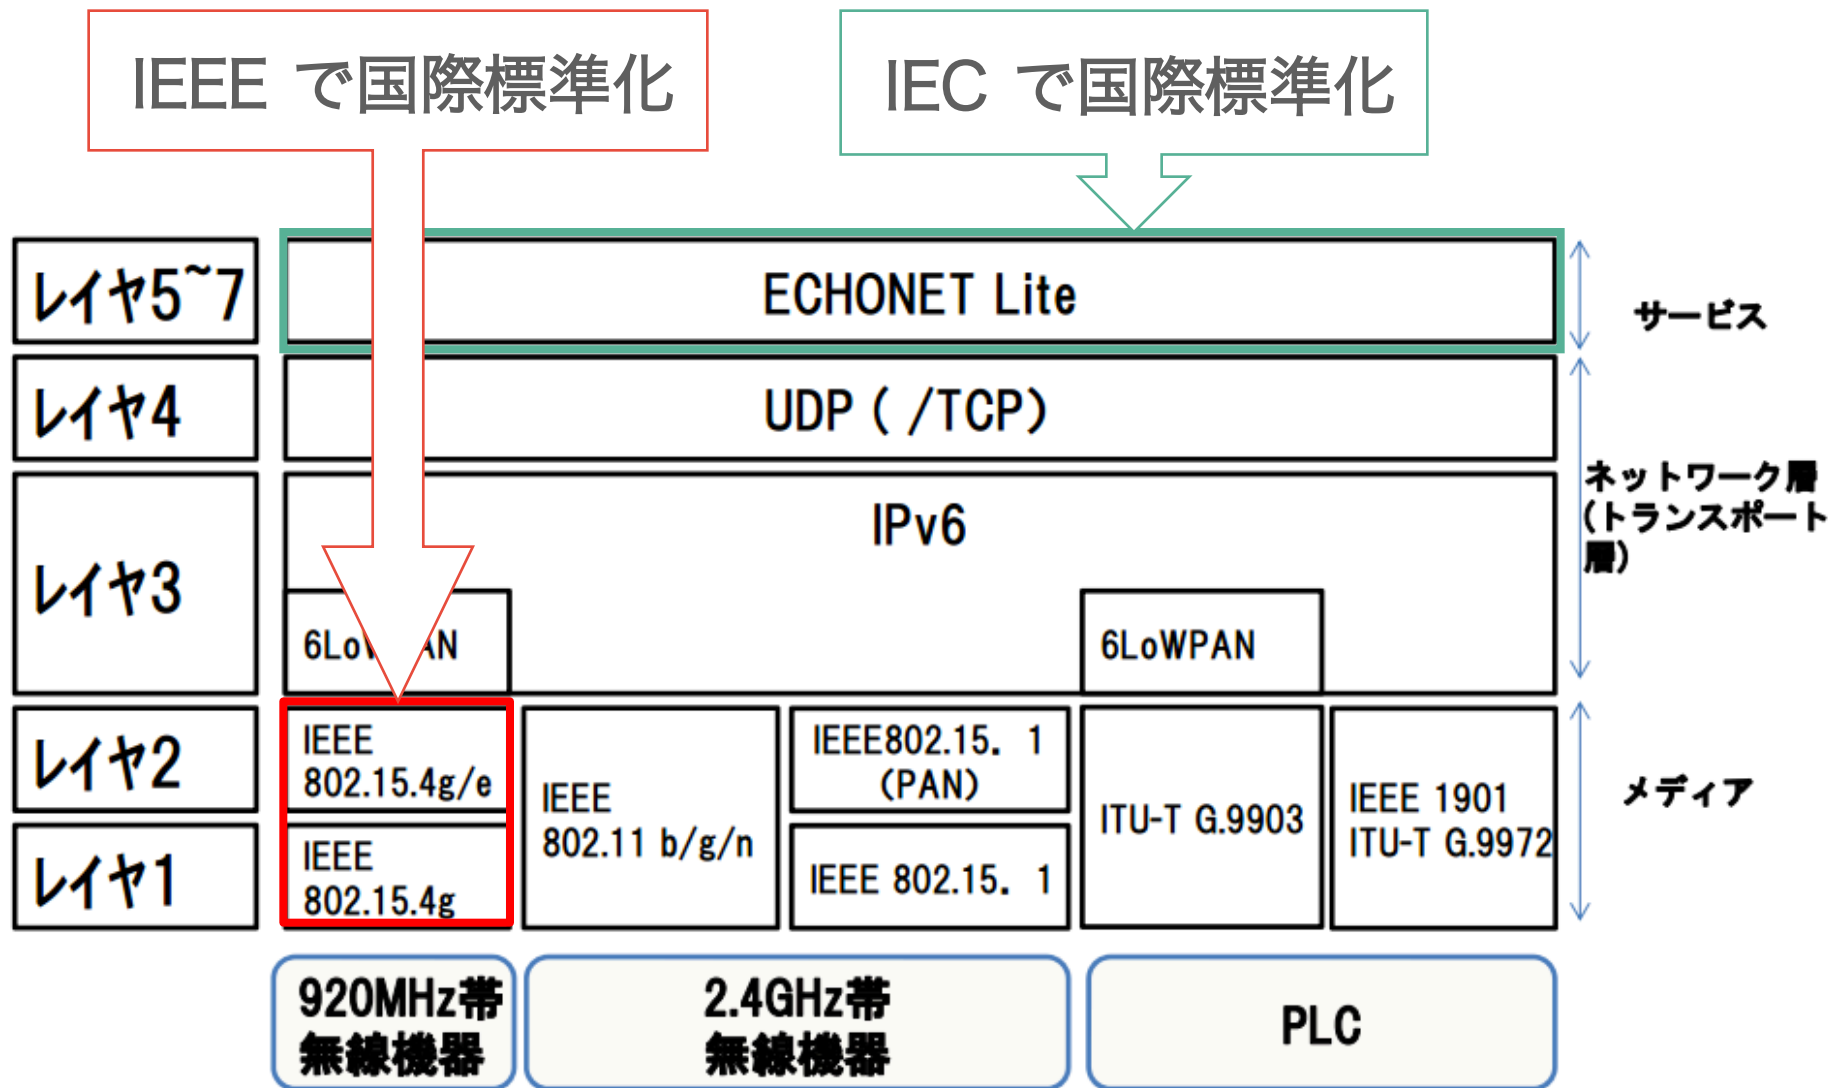 IEEE で国際標準化
IEC で国際標準化
レイヤ5~7
ECHONET Lite
サービス
レイヤ4
UDP ( /TCP)
ネットワーク層
(トランスポート
層)
レイヤ3
IPv6
6LoWPAN
6LoWPAN
レイヤ2
IEEE
802.15.4g/e
IEEE
802.11 b/g/n
IEEE802.15. 1
(PAN)
ITU-T G.9903
IEEE 1901
ITU-T G.9972
メディア
レイヤ1
IEEE
802.15.4g
IEEE 802.15. 1
920MHz帯
無線機器
2.4GHz帯
無線機器
PLC